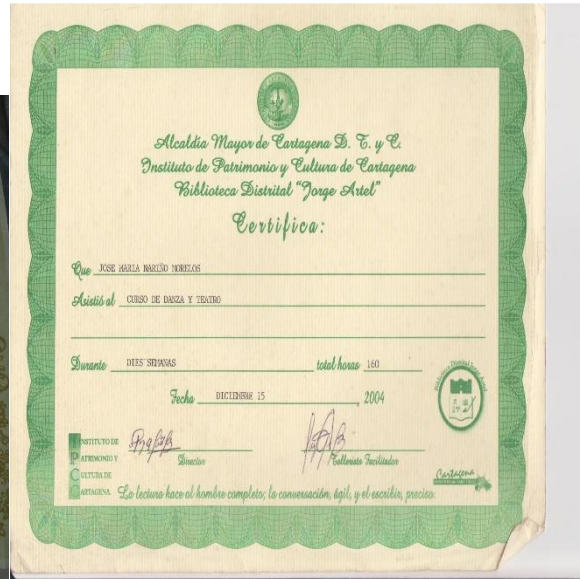 Alcaldía Mayor de Cartagena D. T. y C.
Instituto de Patrimonio y Cultura de Cartagena
Biblioteca Distrital "Jorge Artel"
Certifica:
Que JOSE MARIA NARIÑO MORELOS
Asistió al CURSO DE DANZA Y TEATRO
Durante DIES SEMANAS total horas 160
Fecha DICIEMBRE 15 , 2004
INSTITUTO DE
PATRIMONIO Y
CULTURA DE
CARTAGENA
Director
Tallerista Facilitador
Cartagena
La lectura hace al hombre completo; la conversación, ágil, y el escribir, preciso.